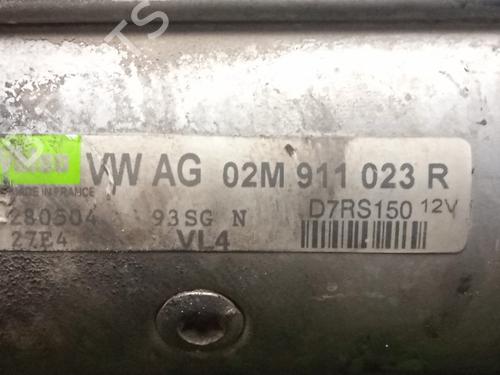 VW AG 02M 911 023 R
MADE IN FRANCE
280504 93SG N D7RS150 12V
27E4 VL4